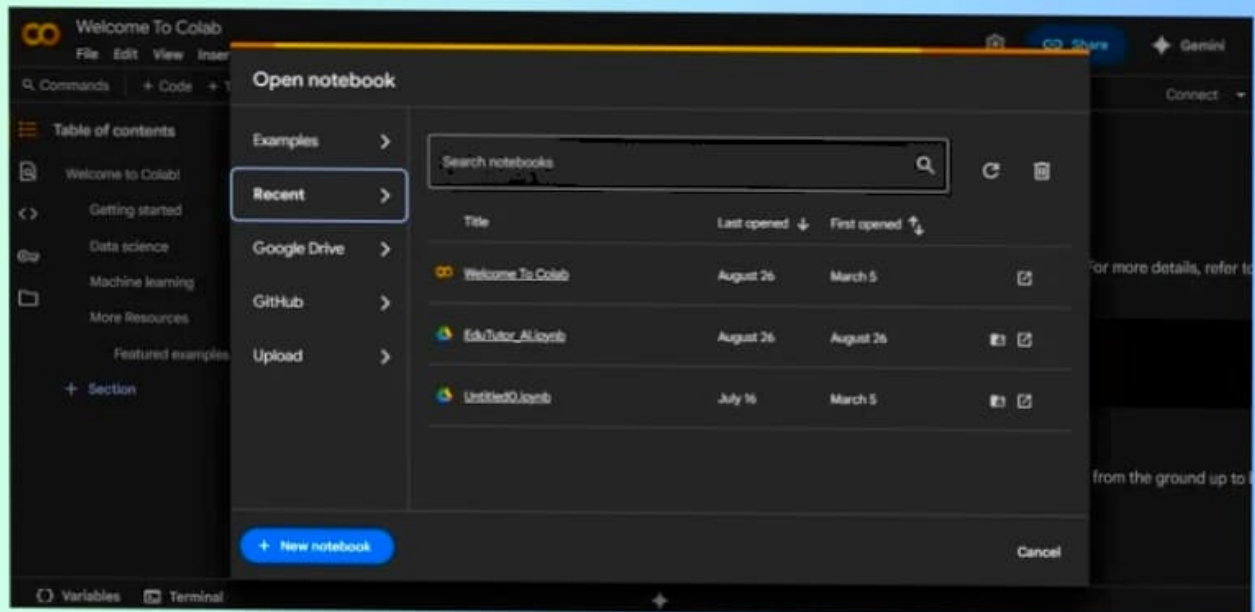 Welcome To Colab
File Edit View Inser
Share
Gemini
Commands + Code + T
Connect
Table of contents
Welcome to Colab!
Getting started
Data science
Machine learning
More Resources
Featured examples
+ Section
Open notebook
Examples
Recent
Google Drive
GitHub
Upload
Search notebooks
Title Last opened First opened
Welcome To Colab August 26 March 5
EduTutor_AI.ipynb August 26 August 26
Untitled0.ipynb July 16 March 5
For more details, refer to
from the ground up to
+ New notebook
Cancel
Variables Terminal